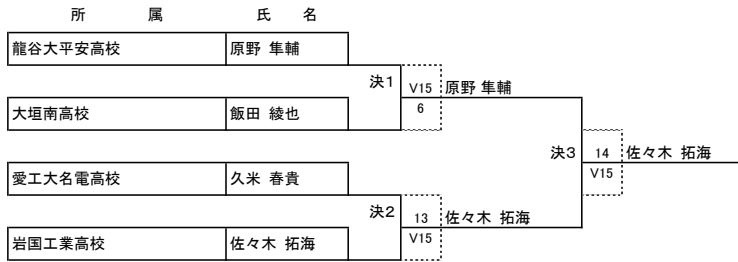 所　属　氏　名
龍谷大平安高校　原野 隼輔
決1　V15　原野 隼輔
大垣南高校　飯田 綾也　6
決3　14　佐々木 拓海
愛工大名電高校　久米 春貴　V15
決2　13　佐々木 拓海
岩国工業高校　佐々木 拓海　V15